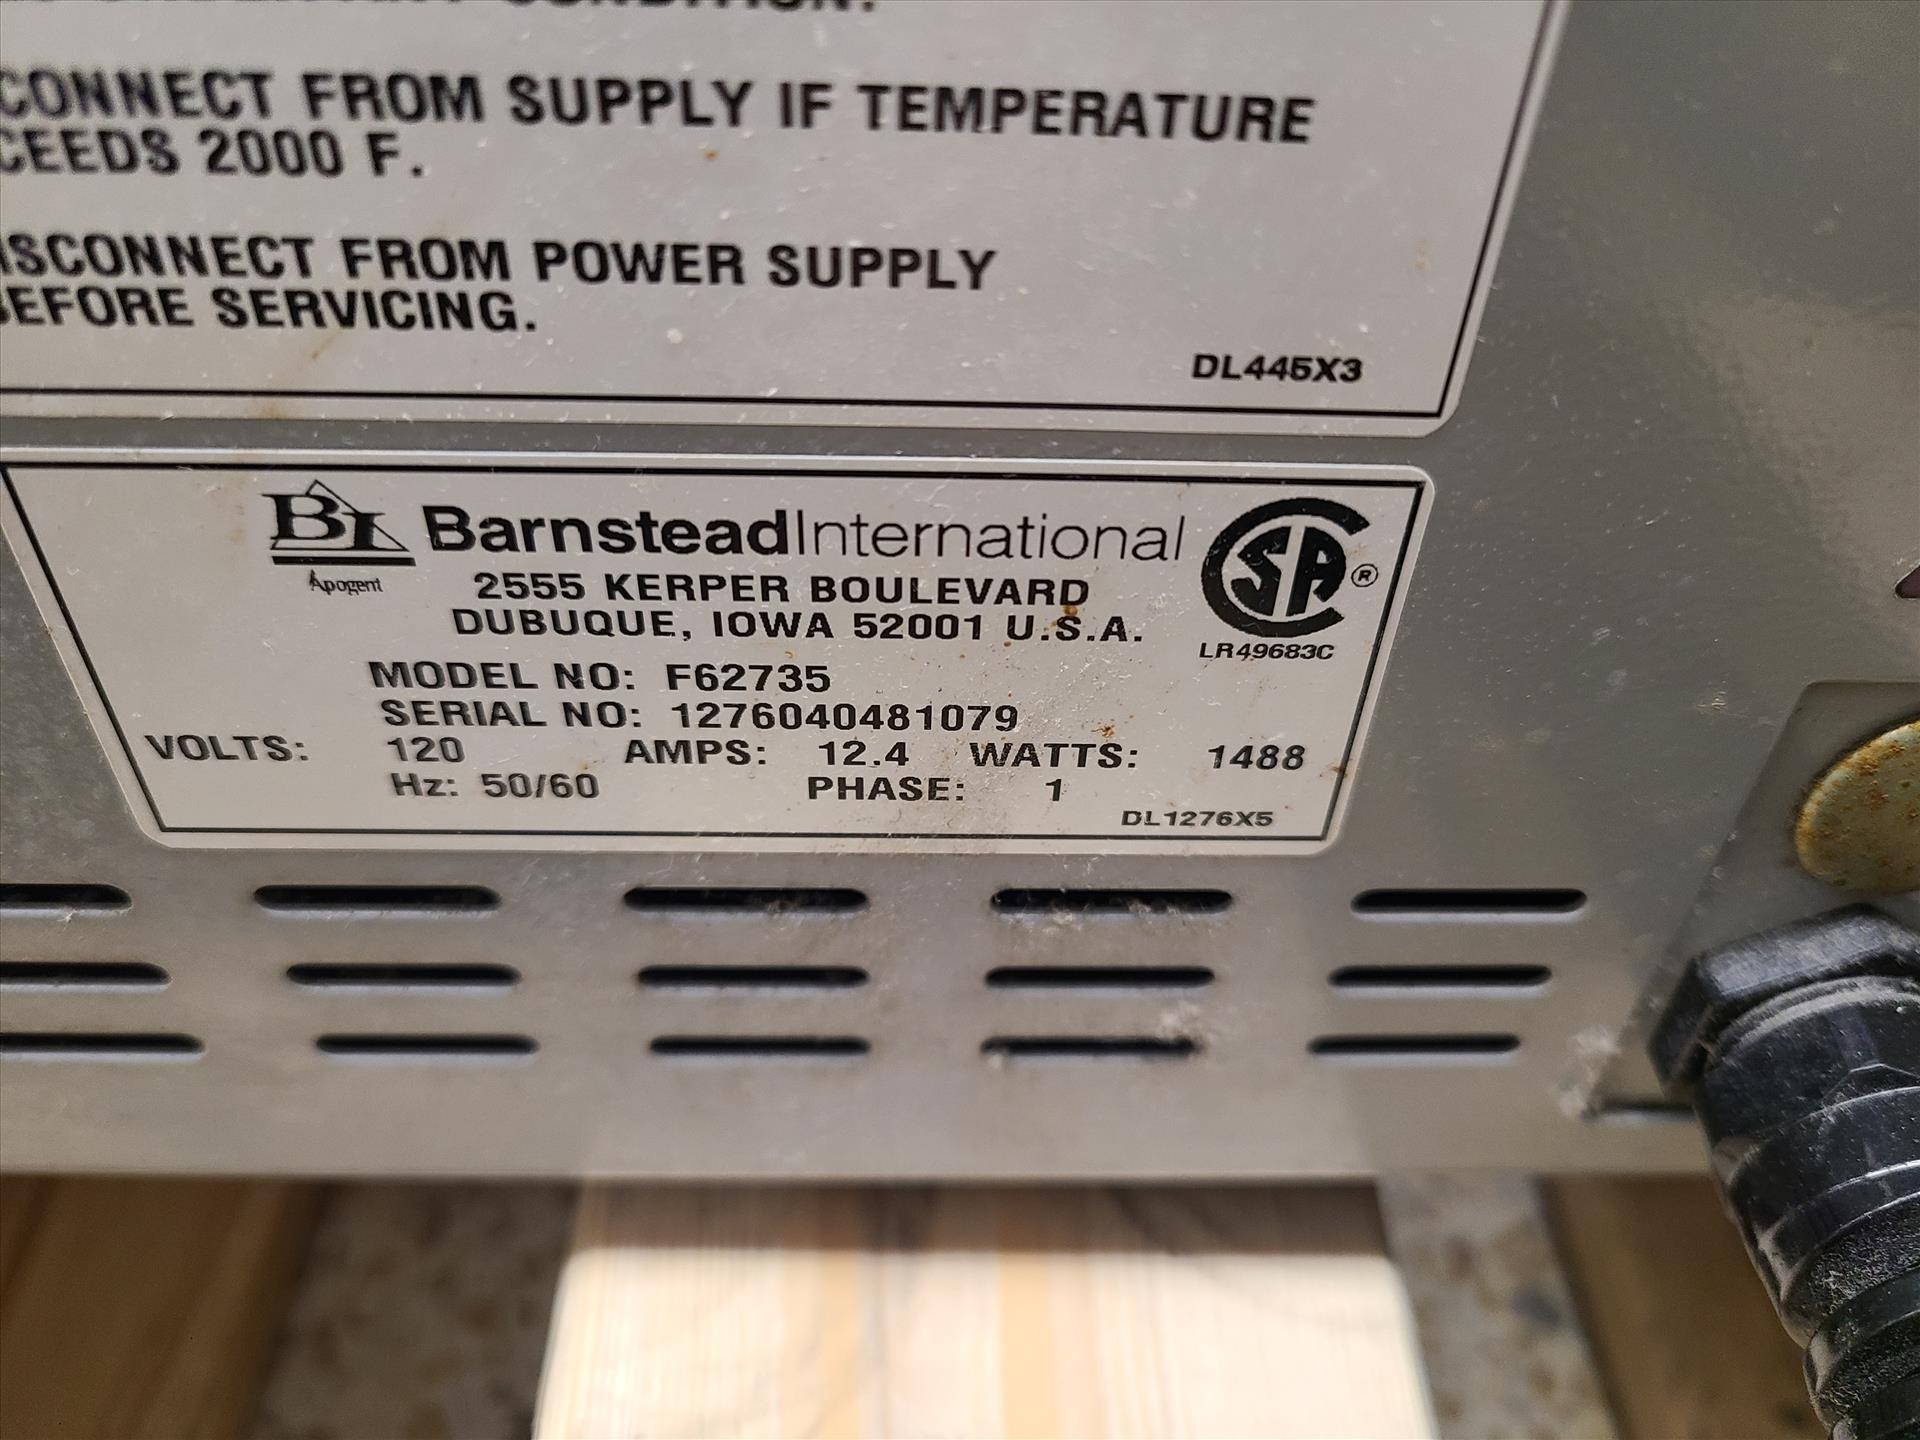 CONDITION.
CONNECT FROM SUPPLY IF TEMPERATURE
CEEDS 2000 F.
ISCONNECT FROM POWER SUPPLY
BEFORE SERVICING.
DL445X3
BI BarnsteadInternational
Apogent
2555 KERPER BOULEVARD
DUBUQUE, IOWA 52001 U.S.A.
SA ®
LR49683C
MODEL NO: F62735
SERIAL NO: 1276040481079
VOLTS: 120 AMPS: 12.4 WATTS: 1488
Hz: 50/60 PHASE: 1
DL1276X5